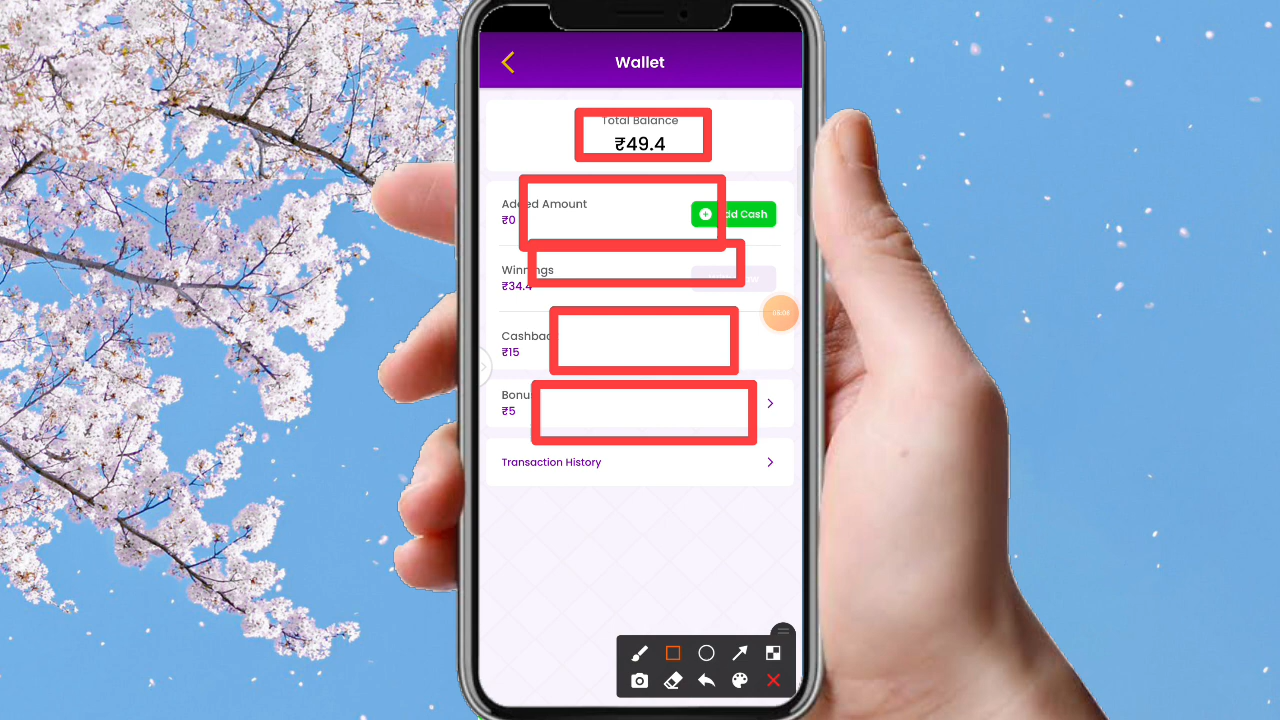 Wallet
Total Balance
₹49.4
Added Amount
₹0
Add Cash
Winnings
₹34.4
Cashback
₹15
Bonus
₹5
Transaction History